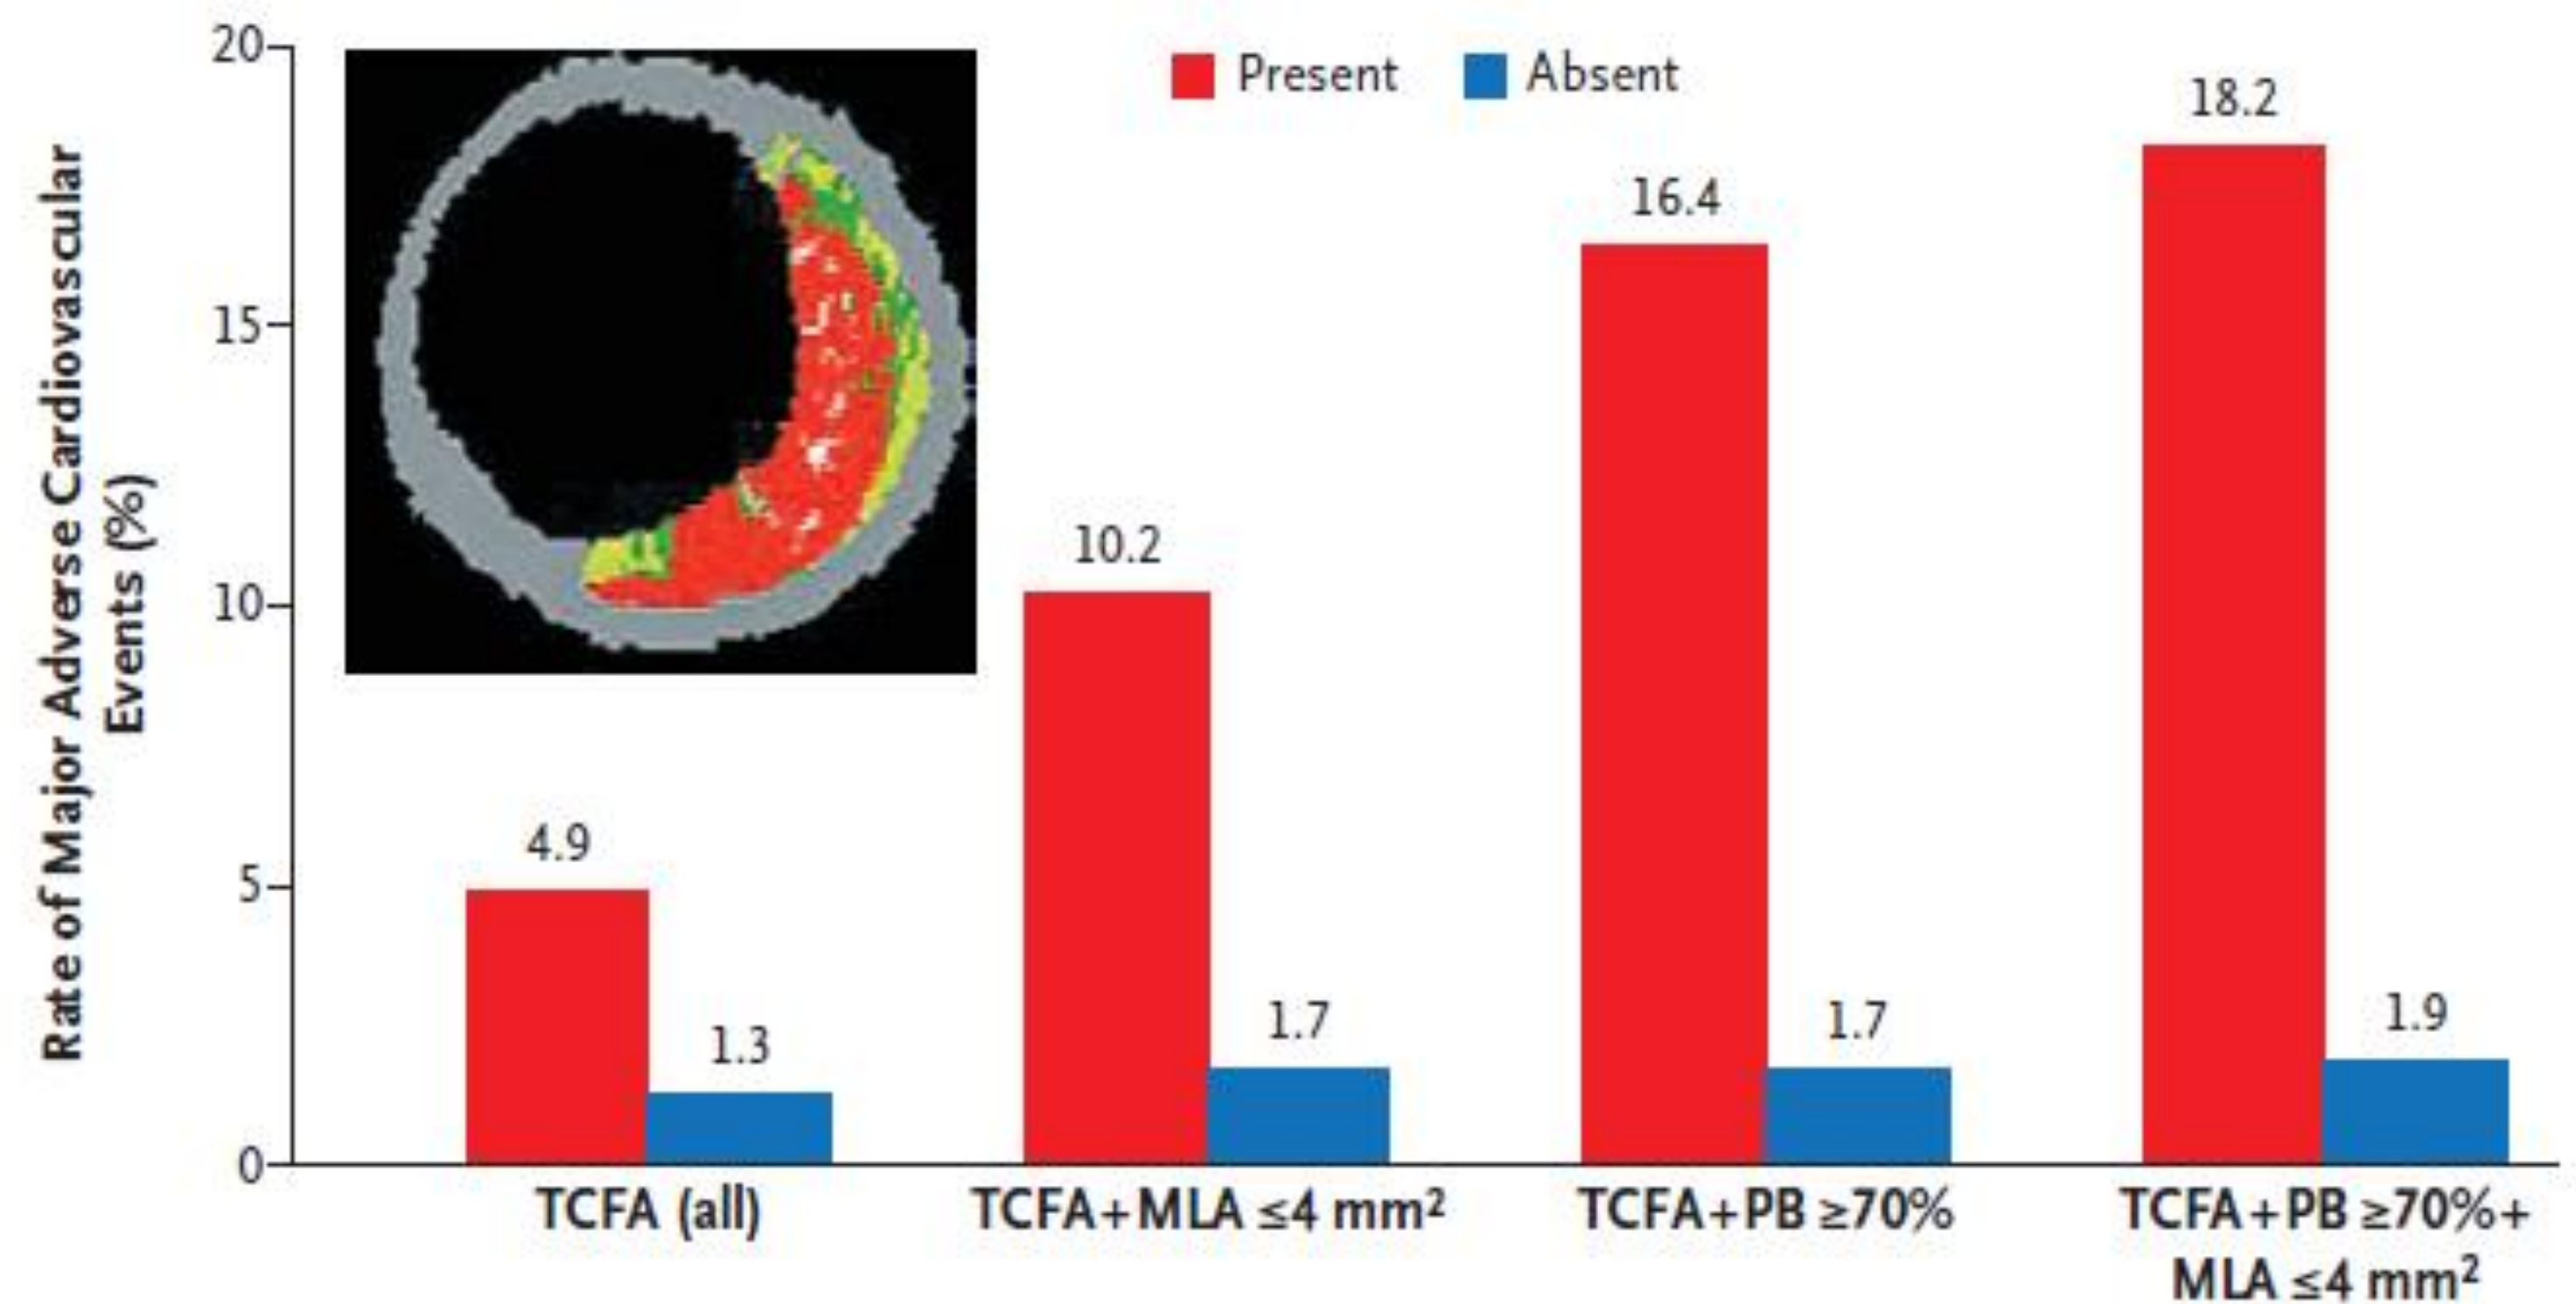 Rate of Major Adverse Cardiovascular
Events (%)
20
15
10
5
0
Present
Absent
4.9
1.3
10.2
1.7
16.4
1.7
18.2
1.9
TCFA (all)
TCFA+MLA ≤4 mm²
TCFA+PB ≥70%
TCFA+PB ≥70%+
MLA ≤4 mm²